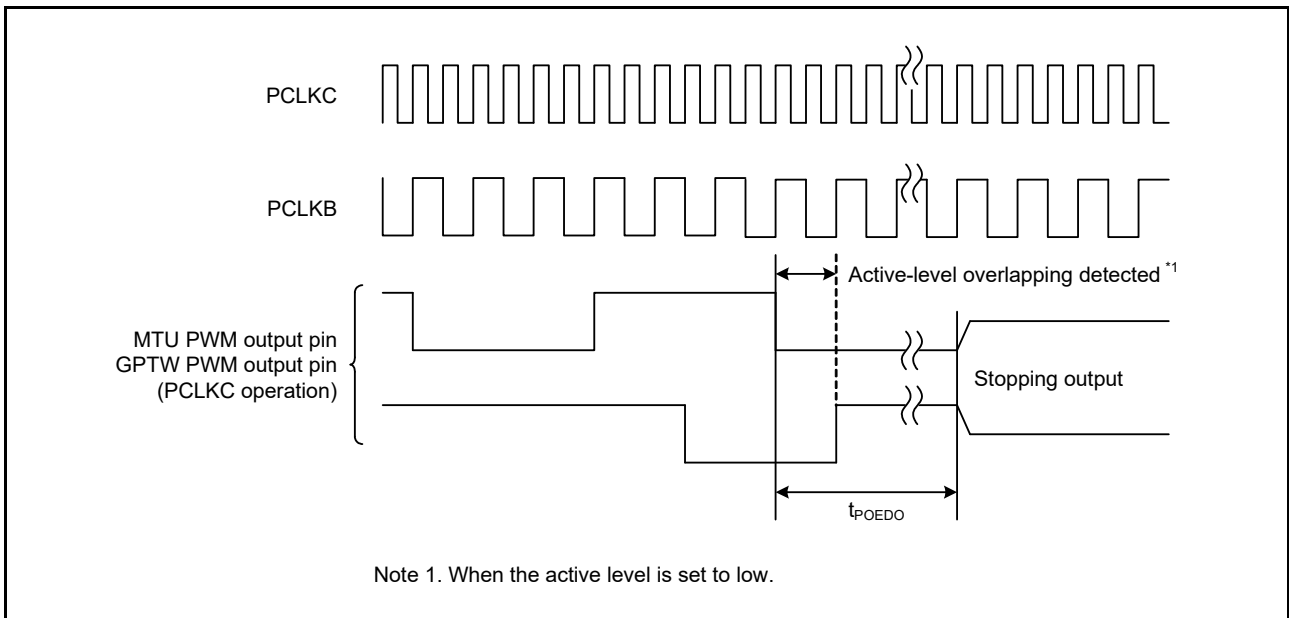 PCLKC
PCLKB
Active-level overlapping detected *1
MTU PWM output pin
GPTW PWM output pin
(PCLKC operation)
Stopping output
tPOEDO
Note 1. When the active level is set to low.